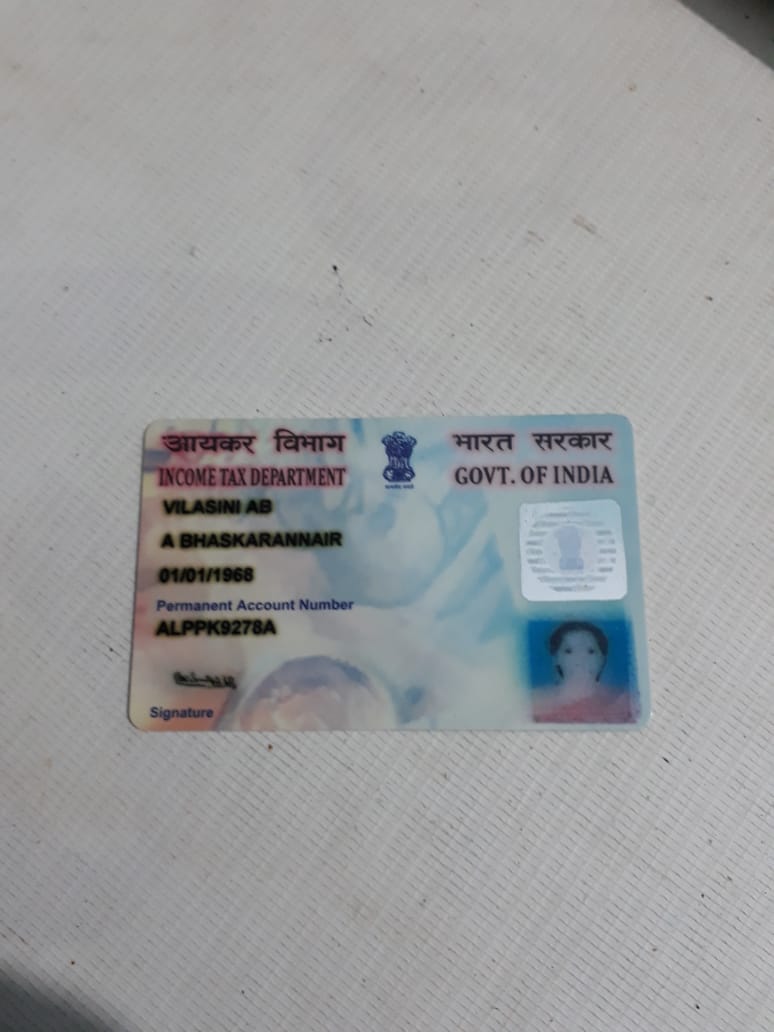 आयकर विभाग
INCOME TAX DEPARTMENT
भारत सरकार
GOVT. OF INDIA
VILASINI AB
A BHASKARANNAIR
01/01/1968
Permanent Account Number
ALPPK9278A
Signature